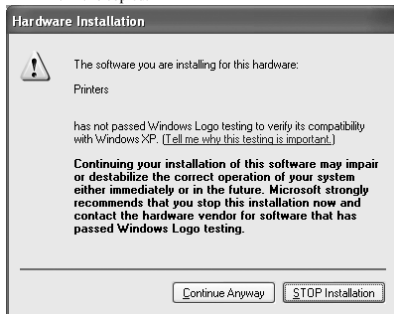 Hardware Installation
The software you are installing for this hardware:
Printers
has not passed Windows Logo testing to verify its compatibility
with Windows XP. (Tell me why this testing is important.)
Continuing your installation of this software may impair
or destabilize the correct operation of your system
either immediately or in the future. Microsoft strongly
recommends that you stop this installation now and
contact the hardware vendor for software that has
passed Windows Logo testing.
Continue Anyway
STOP Installation